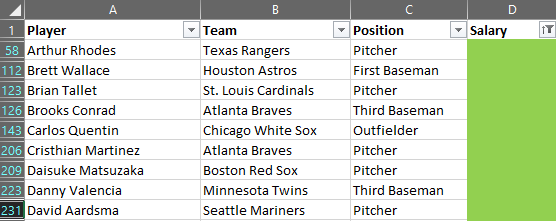 A B C D
1 Player Team Position Salary
58 Arthur Rhodes Texas Rangers Pitcher
112 Brett Wallace Houston Astros First Baseman
123 Brian Tallet St. Louis Cardinals Pitcher
126 Brooks Conrad Atlanta Braves Third Baseman
143 Carlos Quentin Chicago White Sox Outfielder
206 Cristhian Martinez Atlanta Braves Pitcher
209 Daisuke Matsuzaka Boston Red Sox Pitcher
223 Danny Valencia Minnesota Twins Third Baseman
231 David Aardsma Seattle Mariners Pitcher